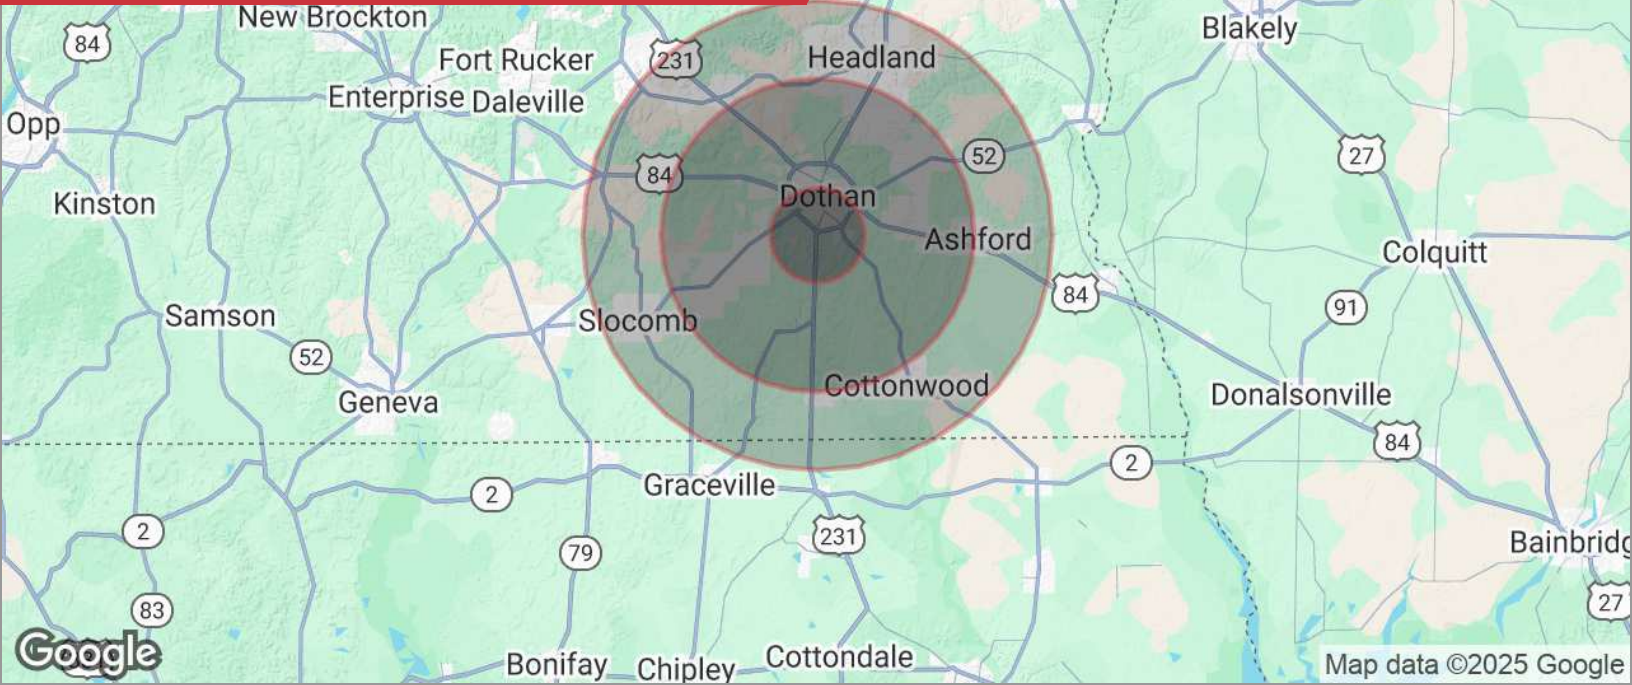 New Brockton
84
Fort Rucker
231
Headland
Blakely
Enterprise
Daleville
Opp
52
27
84
Kinston
Dothan
Ashford
Colquitt
84
91
Samson
Slocomb
52
Cottonwood
Donalsonville
Geneva
84
2
Graceville
2
2
231
79
Bainbridg
83
27
Google
Bonifay
Chipley
Cottondale
Map data ©2025 Google